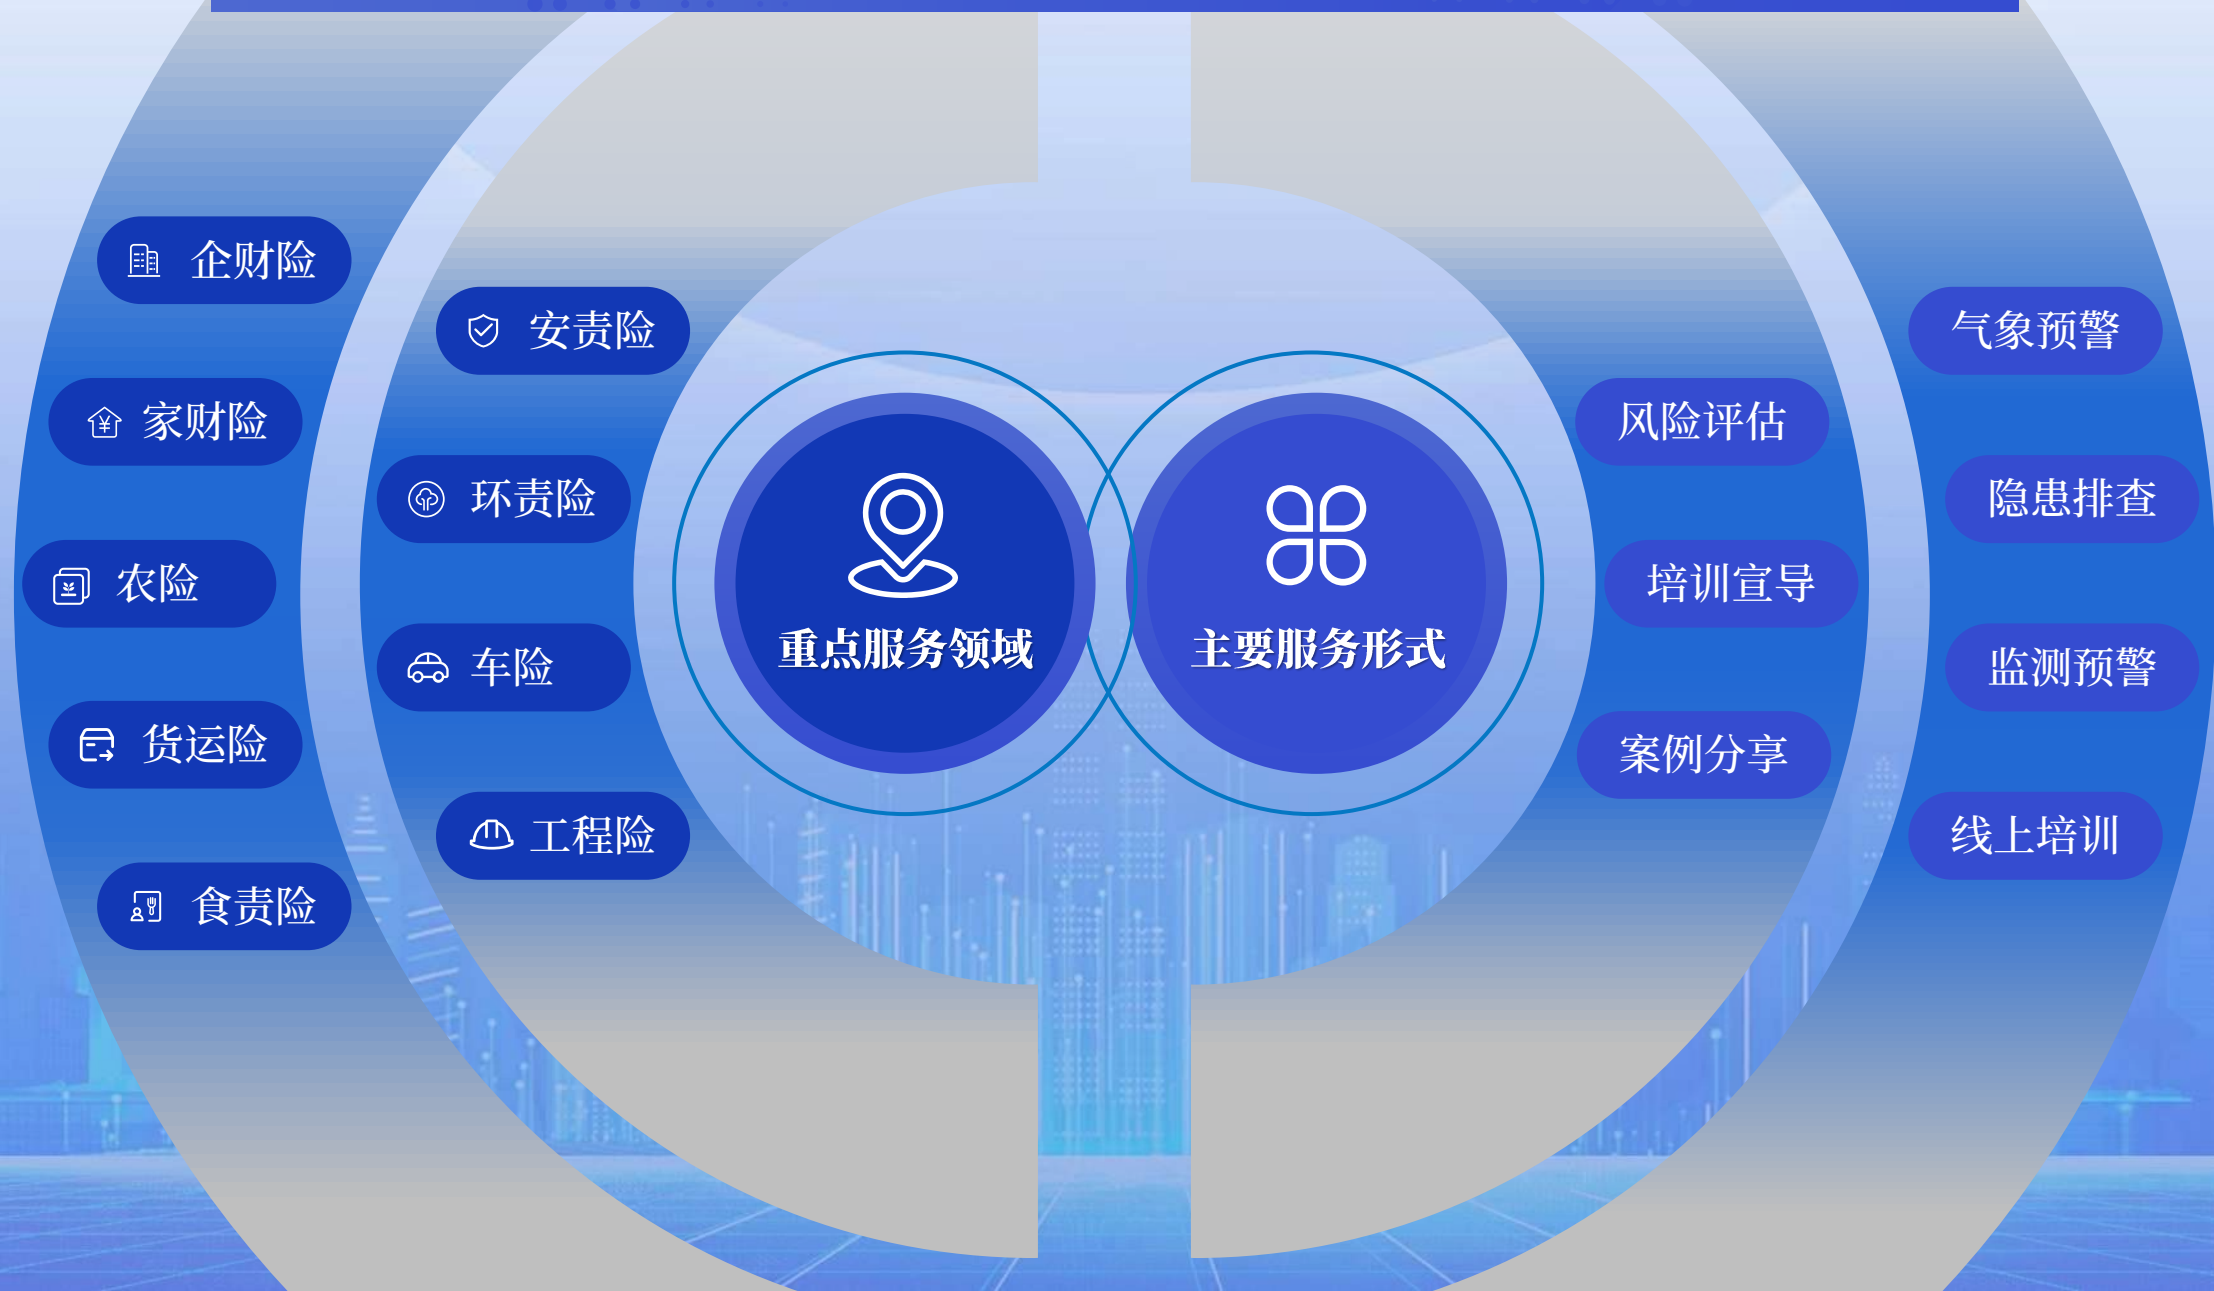 企财险
家财险
农险
货运险
食责险
安责险
环责险
车险
工程险
重点服务领域
主要服务形式
风险评估
培训宣导
案例分享
气象预警
隐患排查
监测预警
线上培训